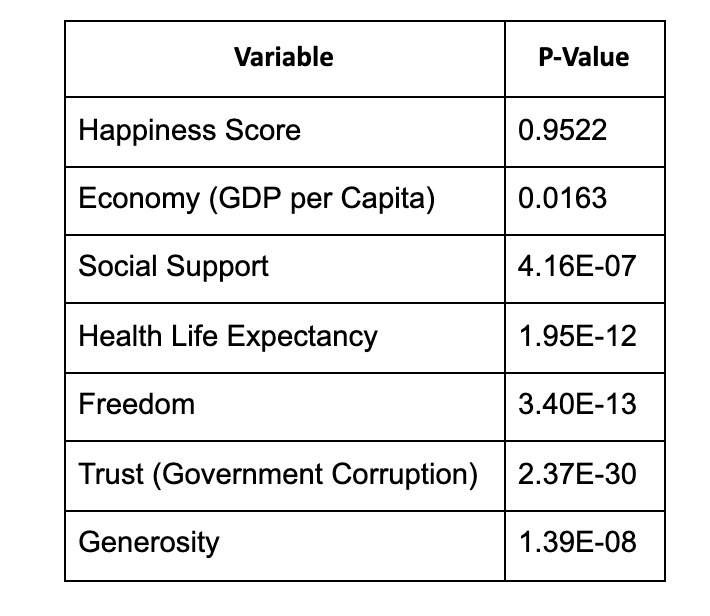 Variable P-Value
Happiness Score 0.9522
Economy (GDP per Capita) 0.0163
Social Support 4.16E-07
Health Life Expectancy 1.95E-12
Freedom 3.40E-13
Trust (Government Corruption) 2.37E-30
Generosity 1.39E-08